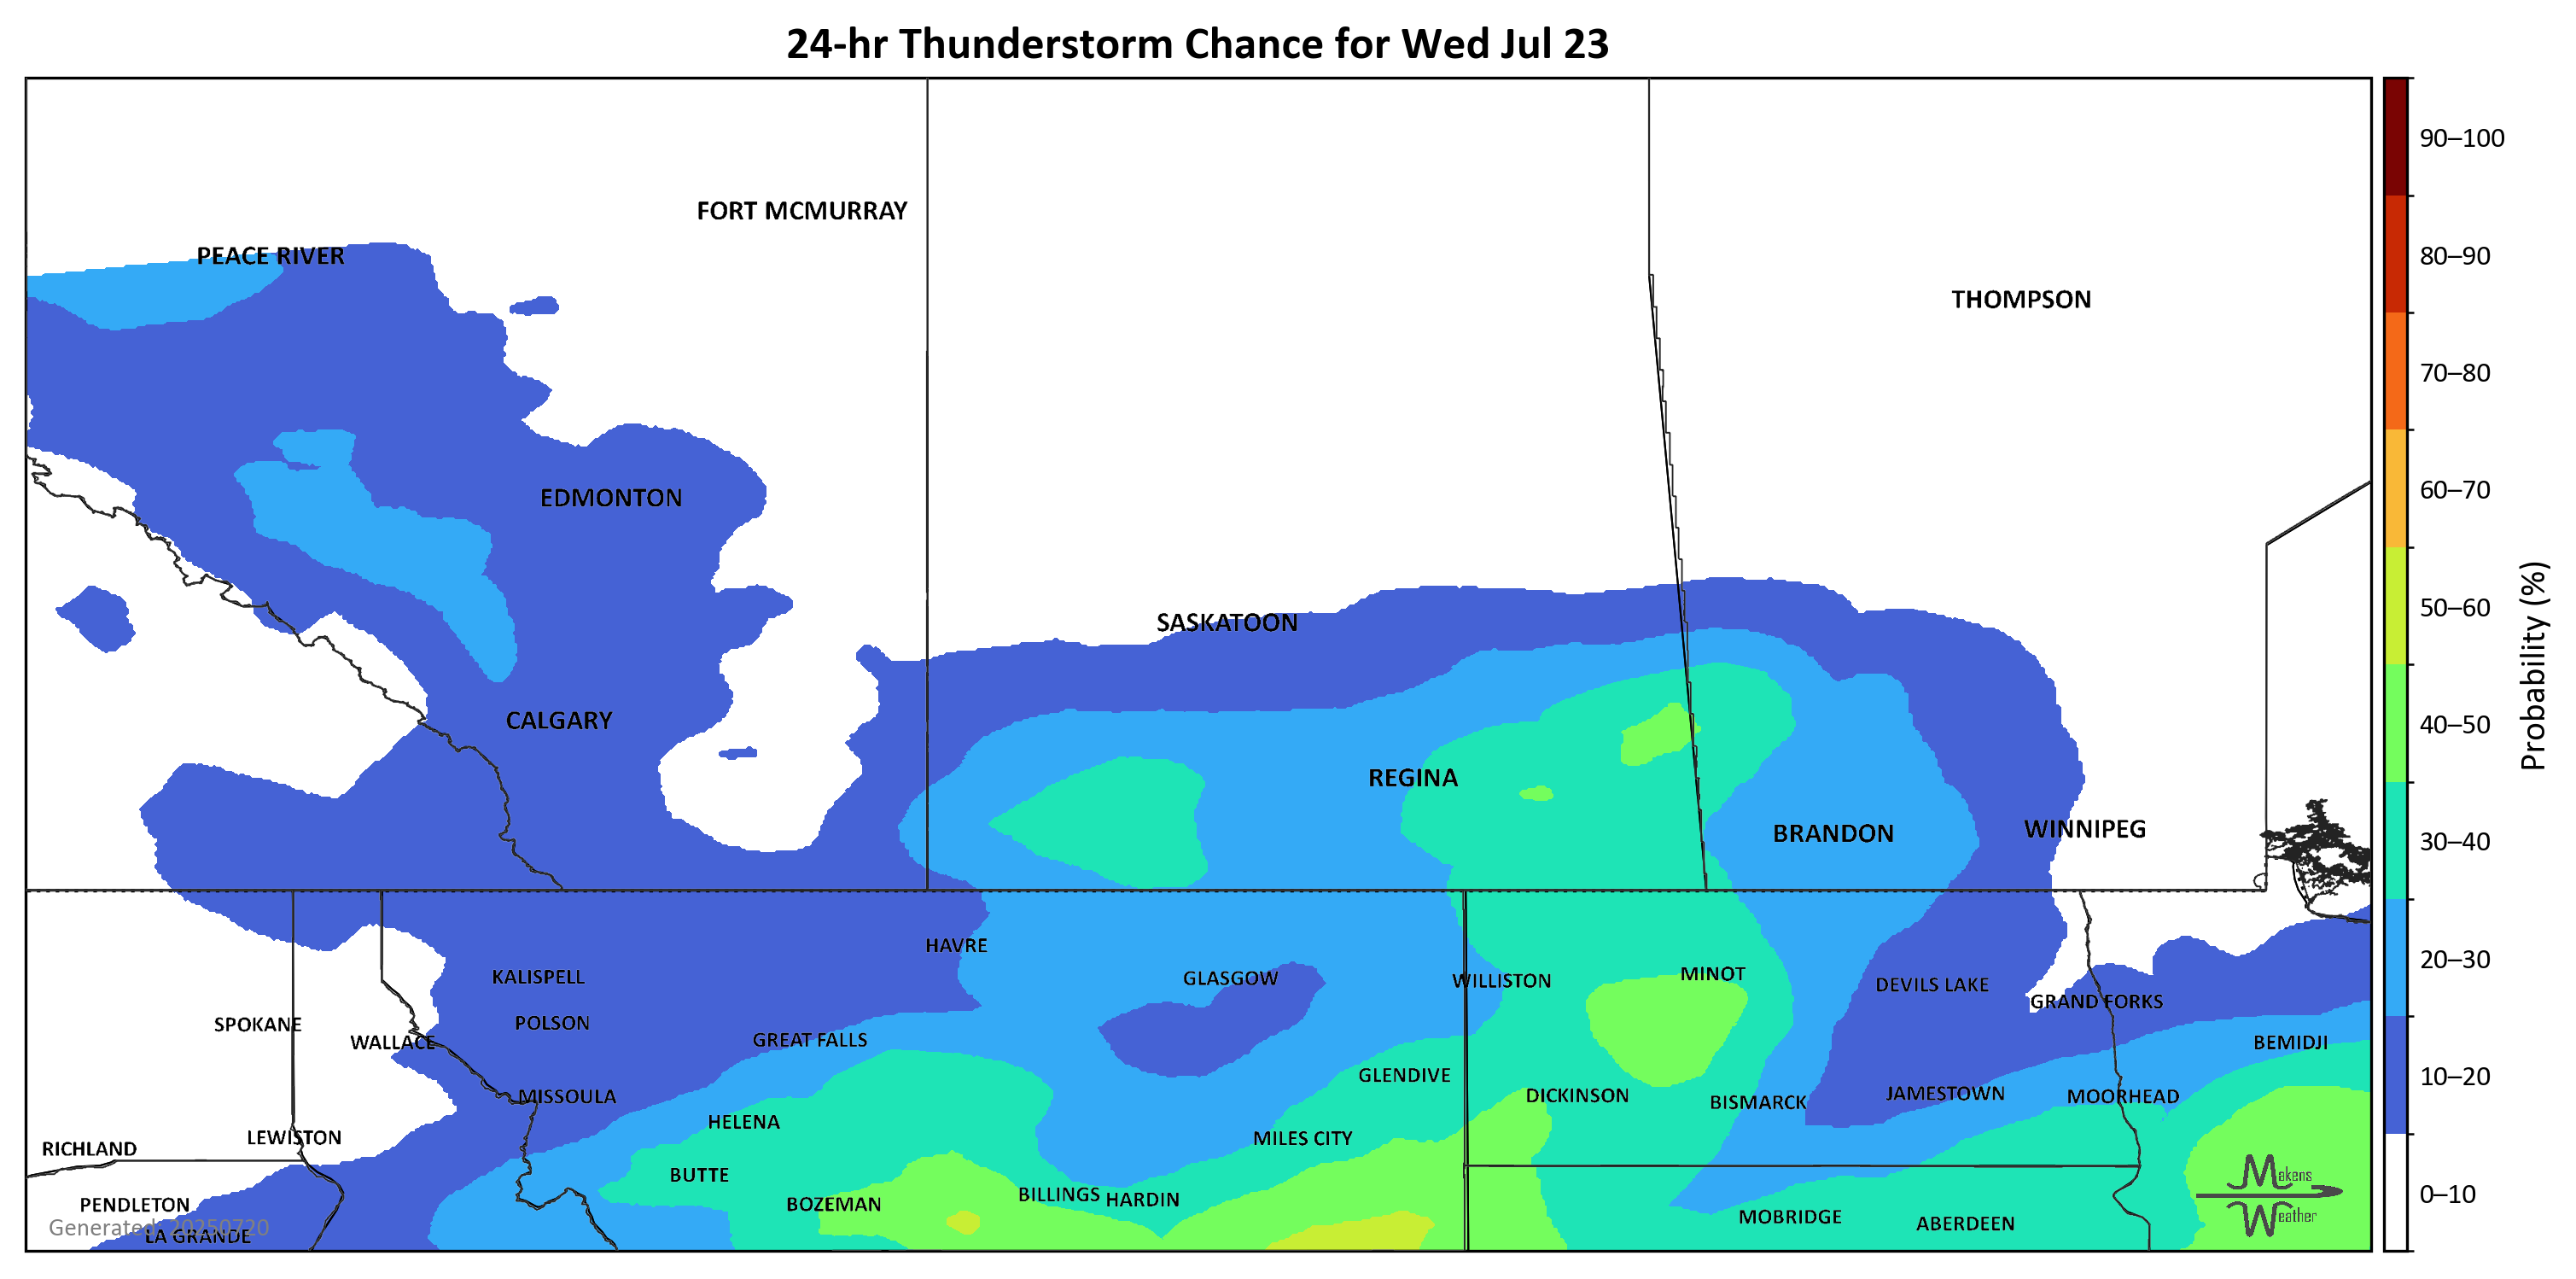 24-hr Thunderstorm Chance for Wed Jul 23
90–100
FORT MCMURRAY
PEACE RIVER
80–90
THOMPSON
70–80
EDMONTON
60–70
SASKATOON
50–60
Probability (%)
CALGARY
40–50
REGINA
BRANDON
WINNIPEG
30–40
HAVRE
20–30
KALISPELL
GLASGOW
WILLISTON
MINOT
DEVILS LAKE
GRAND FORKS
SPOKANE
POLSON
WALLACE
GREAT FALLS
BEMIDJI
GLENDIVE
10–20
MISSOULA
DICKINSON
BISMARCK
JAMESTOWN
MOORHEAD
HELENA
LEWISTON
MILES CITY
RICHLAND
BUTTE
Makens
Weather
0–10
PENDLETON
BOZEMAN
BILLINGS
HARDIN
MOBRIDGE
ABERDEEN
Generated: 20250720
LA GRANDE